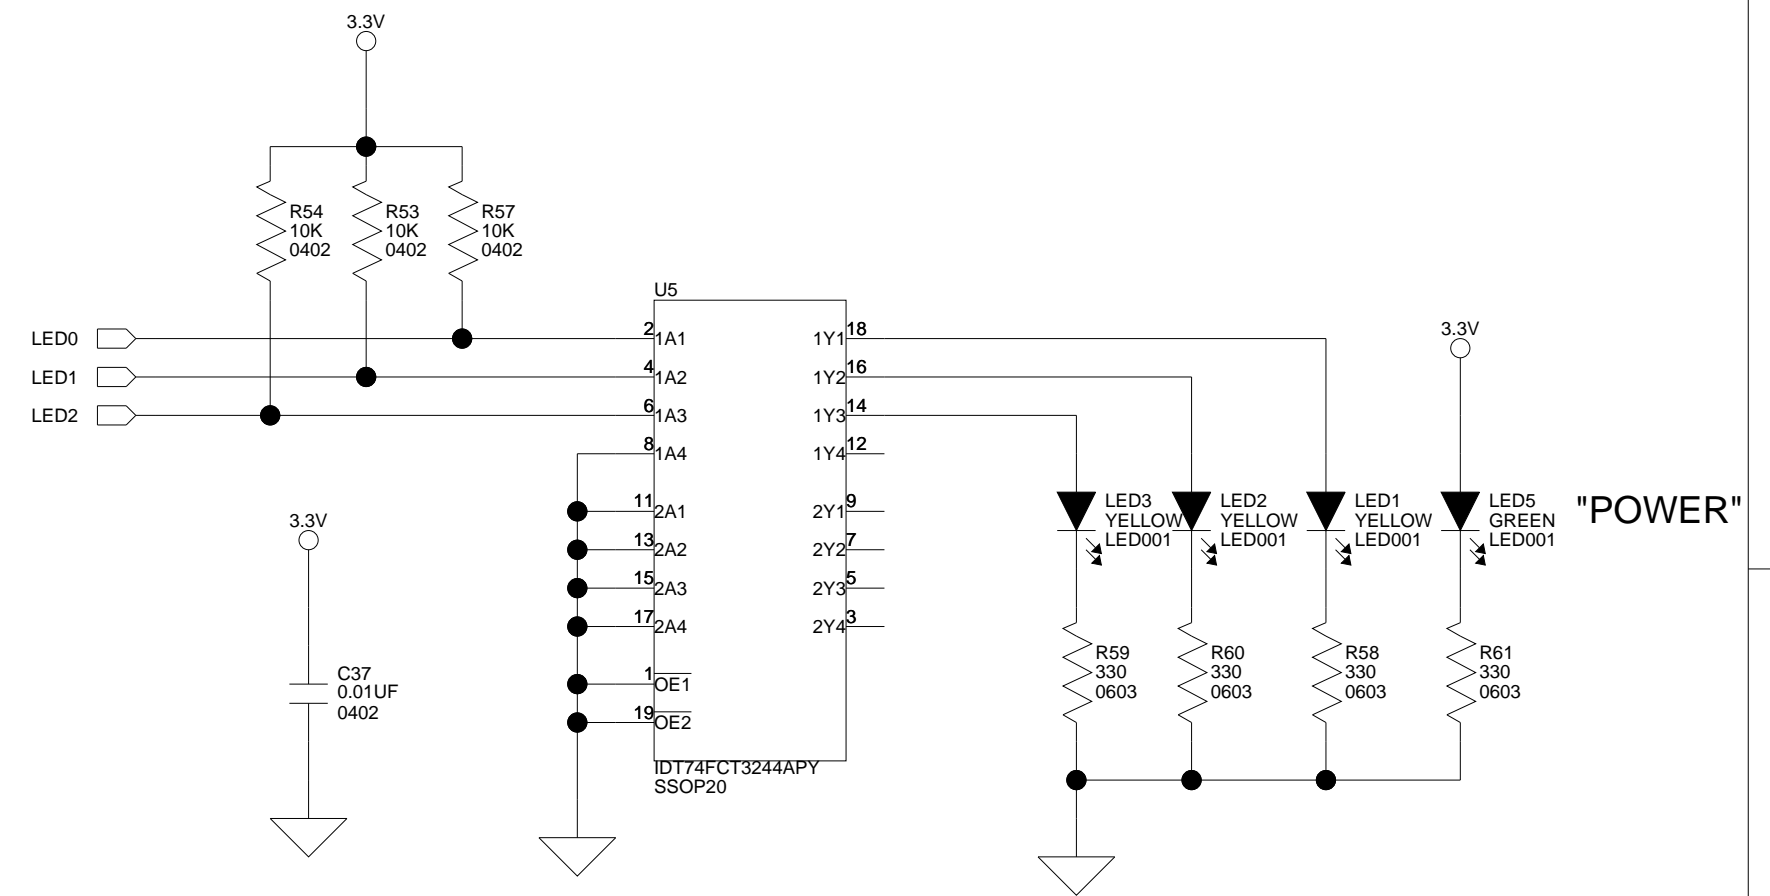 3.3V
R54
10K
0402
R53
10K
0402
R57
10K
0402
U5
LED0
LED1
LED2
2
1A1
4
1A2
6
1A3
8
1A4
11
2A1
13
2A2
15
2A3
17
2A4
1
OE1
19
OE2
18
1Y1
16
1Y2
14
1Y3
12
1Y4
9
2Y1
7
2Y2
5
2Y3
3
2Y4
IDT74FCT3244APY
SSOP20
3.3V
C37
0.01UF
0402
3.3V
LED3
YELLOW
LED001
LED2
YELLOW
LED001
LED1
YELLOW
LED001
LED5
GREEN
LED001
"POWER"
R59
330
0603
R60
330
0603
R58
330
0603
R61
330
0603